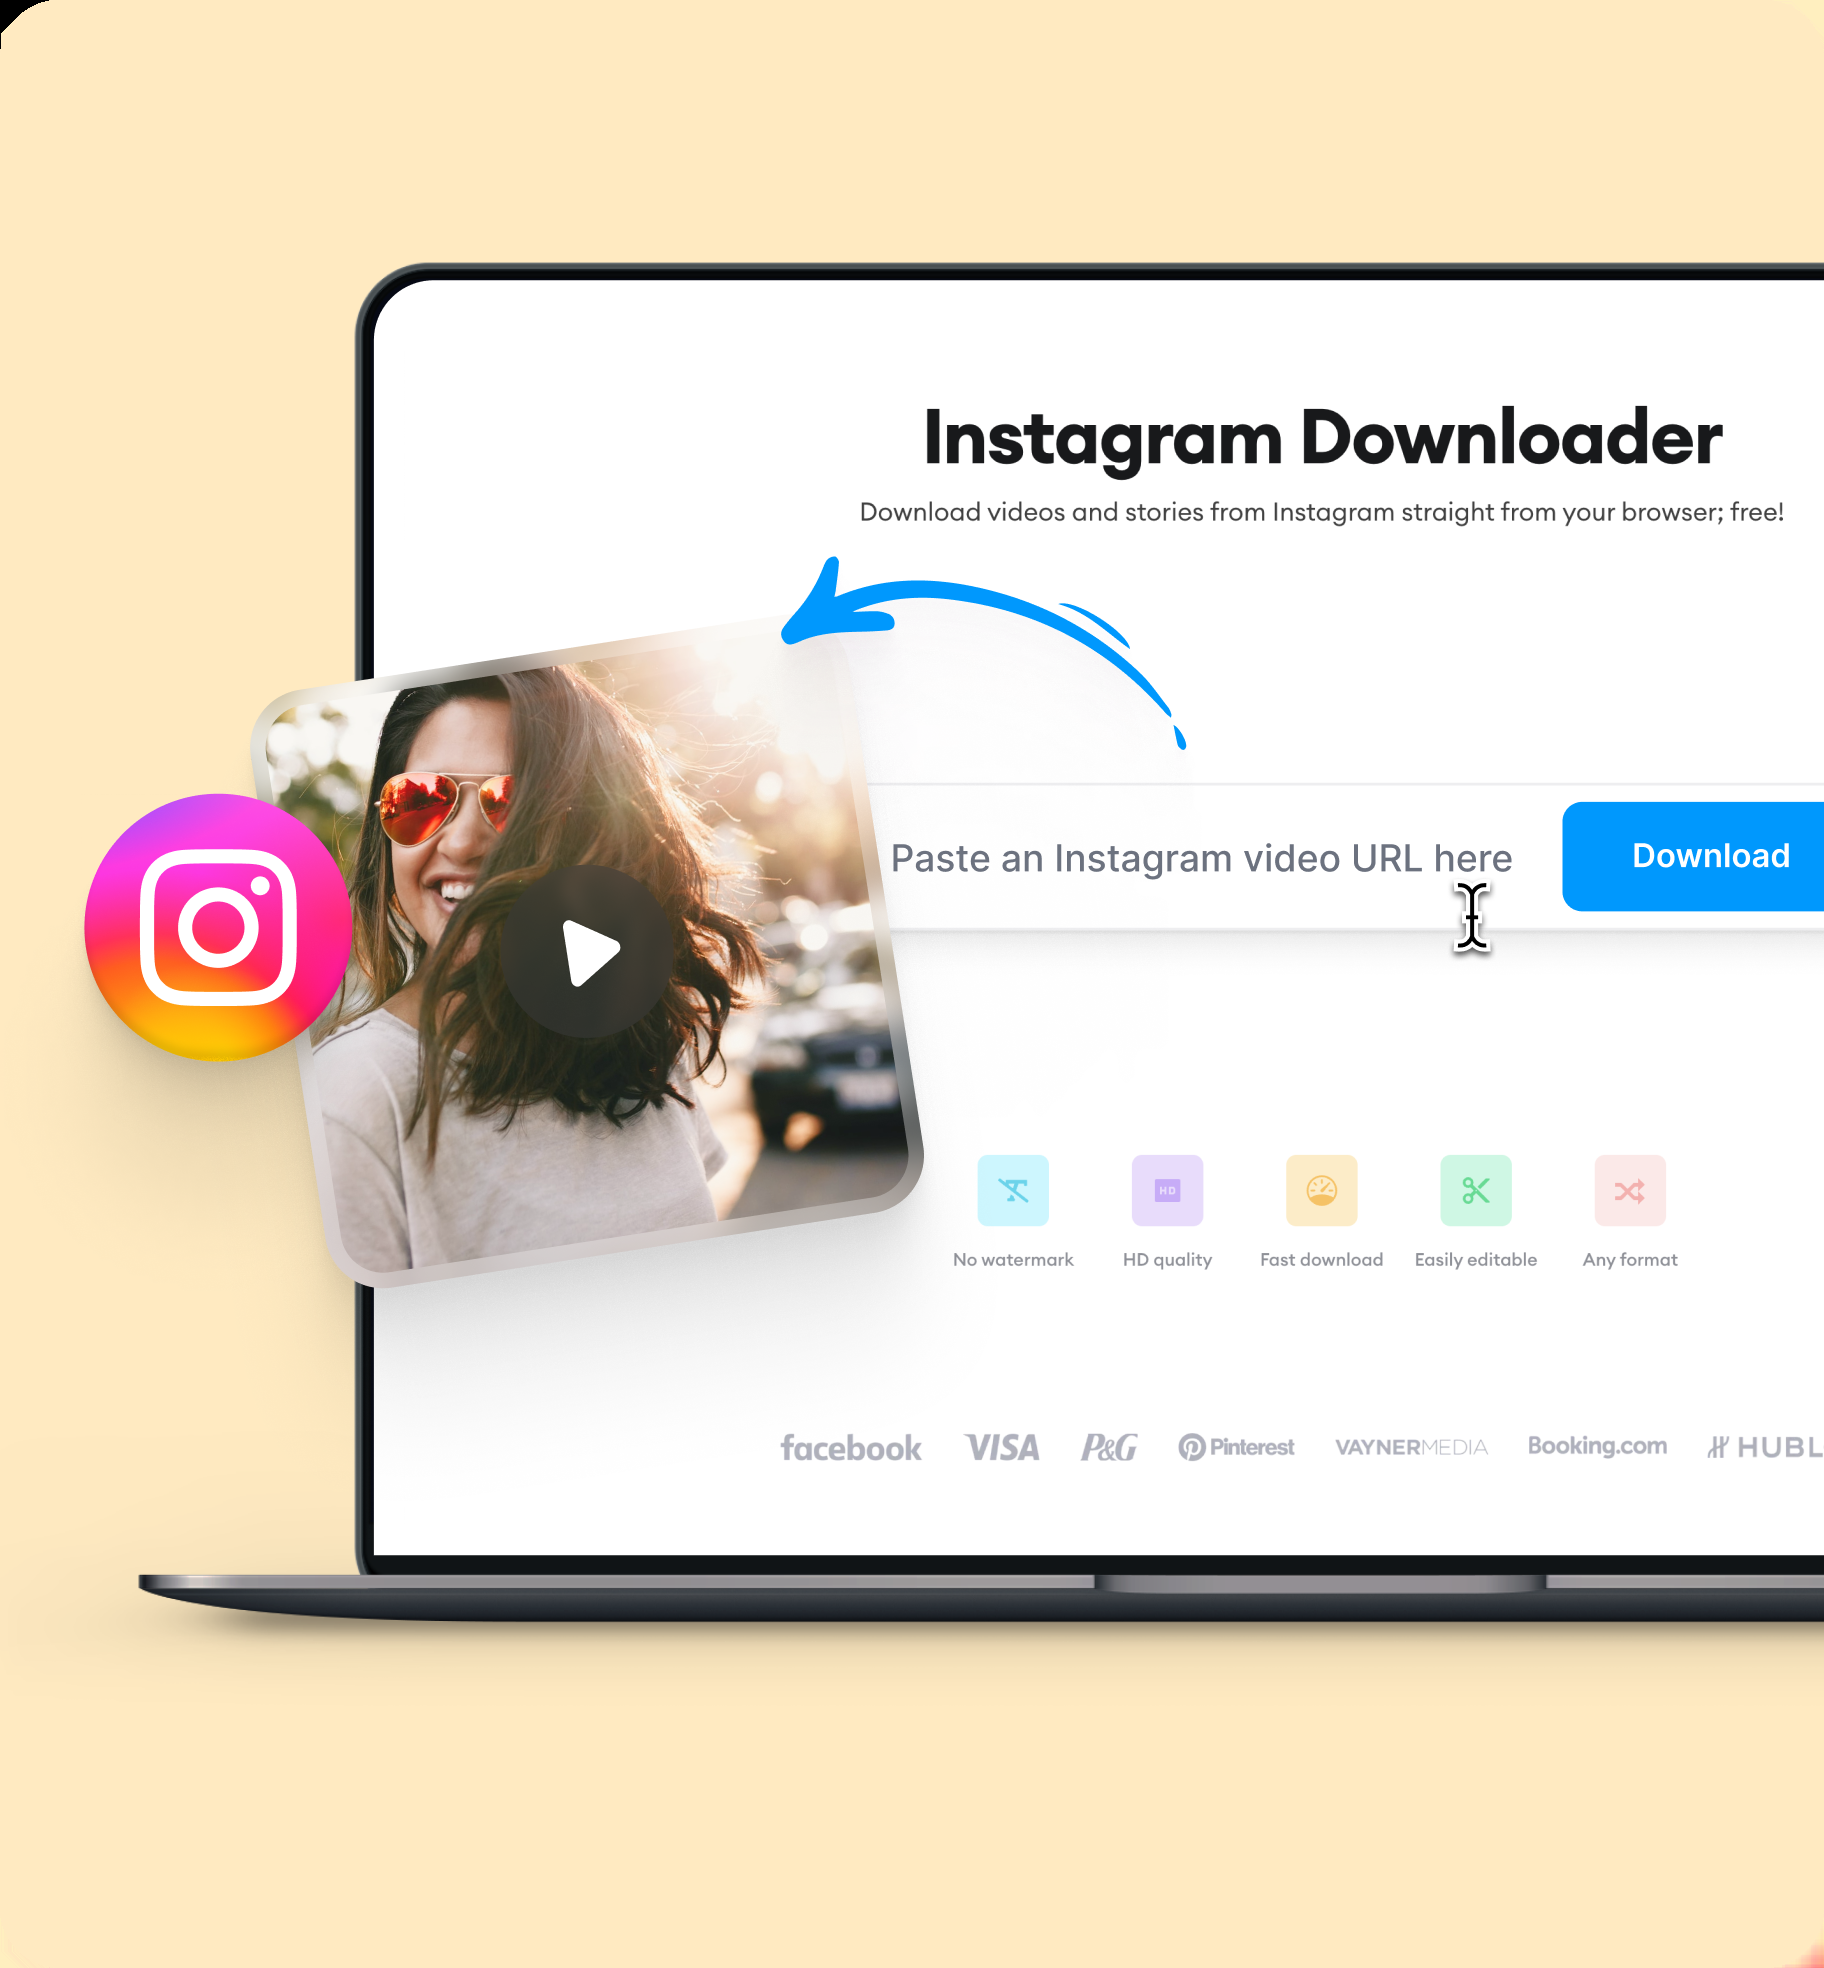 Instagram Downloader
Download videos and stories from Instagram straight from your browser; free!
Paste an Instagram video URL here
Download
HD
No watermark HD quality Fast download Easily editable Any format
facebook VISA P&G Pinterest VAYNERMEDIA Booking.com HUBL